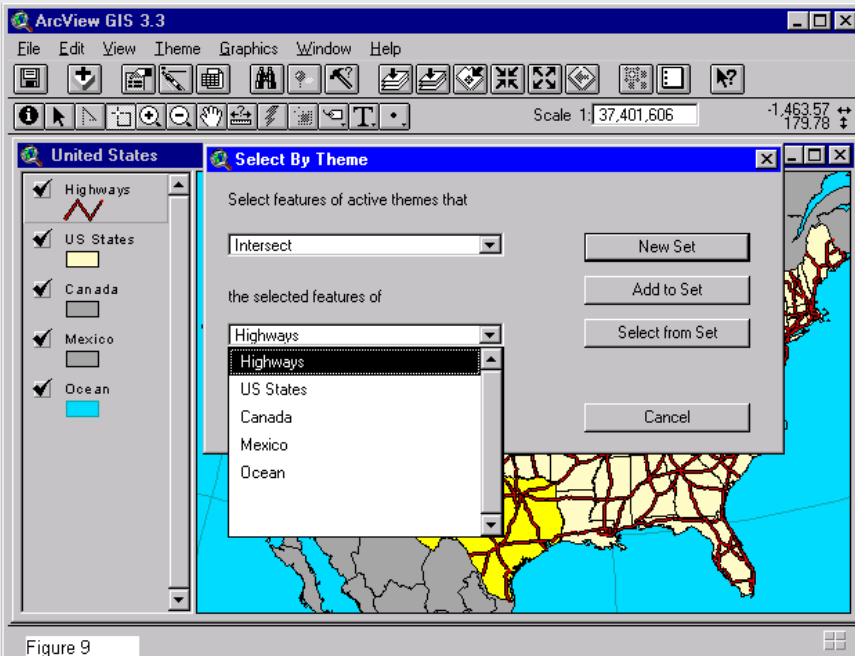 ArcView GIS 3.3
File Edit View Theme Graphics Window Help
Scale 1: 37,401,606
-1,463.57
179.78
United States
Highways
US States
Canada
Mexico
Ocean
Select By Theme
Select features of active themes that
Intersect
New Set
the selected features of
Add to Set
Highways
Select from Set
Highways
US States
Canada
Mexico
Ocean
Cancel
Figure 9